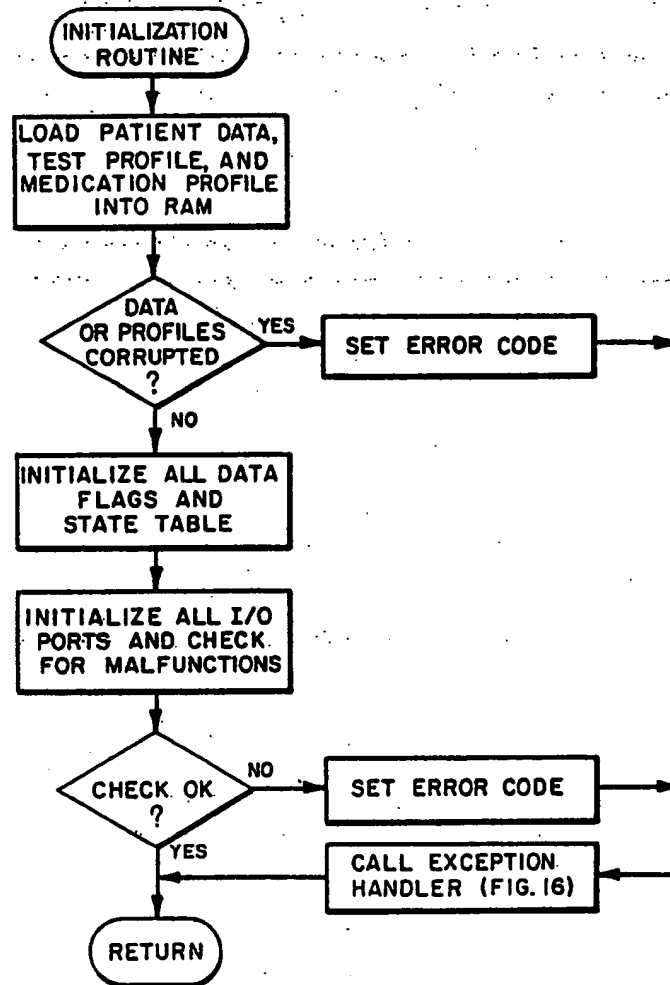 INITIALIZATION
ROUTINE
LOAD PATIENT DATA,
TEST PROFILE, AND
MEDICATION PROFILE
INTO RAM
DATA
OR PROFILES
CORRUPTED
?
YES
SET ERROR CODE
NO
INITIALIZE ALL DATA
FLAGS AND
STATE TABLE
INITIALIZE ALL I/O
PORTS AND CHECK
FOR MALFUNCTIONS
CHECK OK
?
NO
SET ERROR CODE
YES
CALL EXCEPTION
HANDLER (FIG. 16)
RETURN